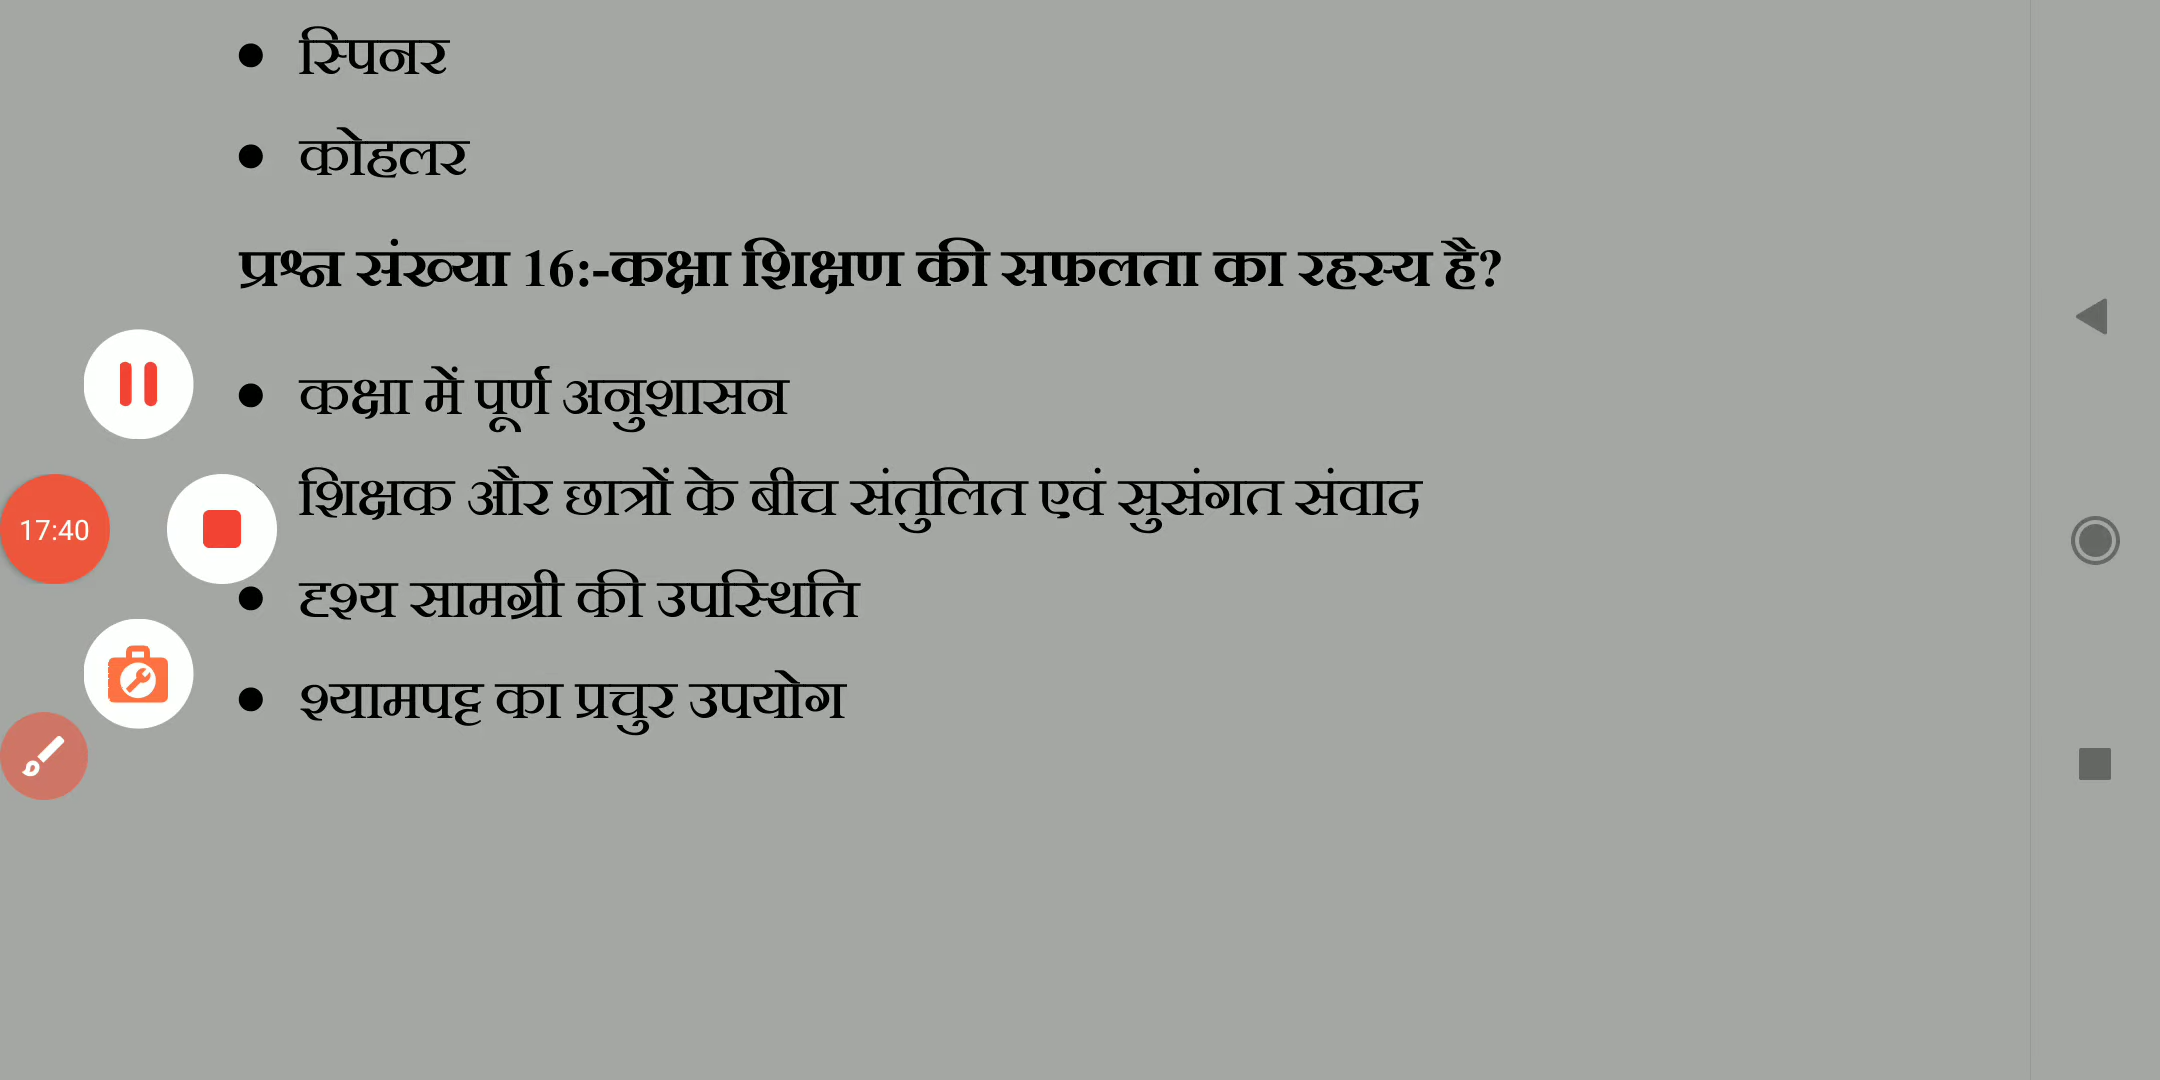 • स्पिनर
• कोहलर
प्रश्न संख्या 16:-कक्षा शिक्षण की सफलता का रहस्य है?
• कक्षा में पूर्ण अनुशासन
शिक्षक और छात्रों के बीच संतुलित एवं सुसंगत संवाद
17:40
• दृश्य सामग्री की उपस्थिति
• श्यामपट्ट का प्रचुर उपयोग